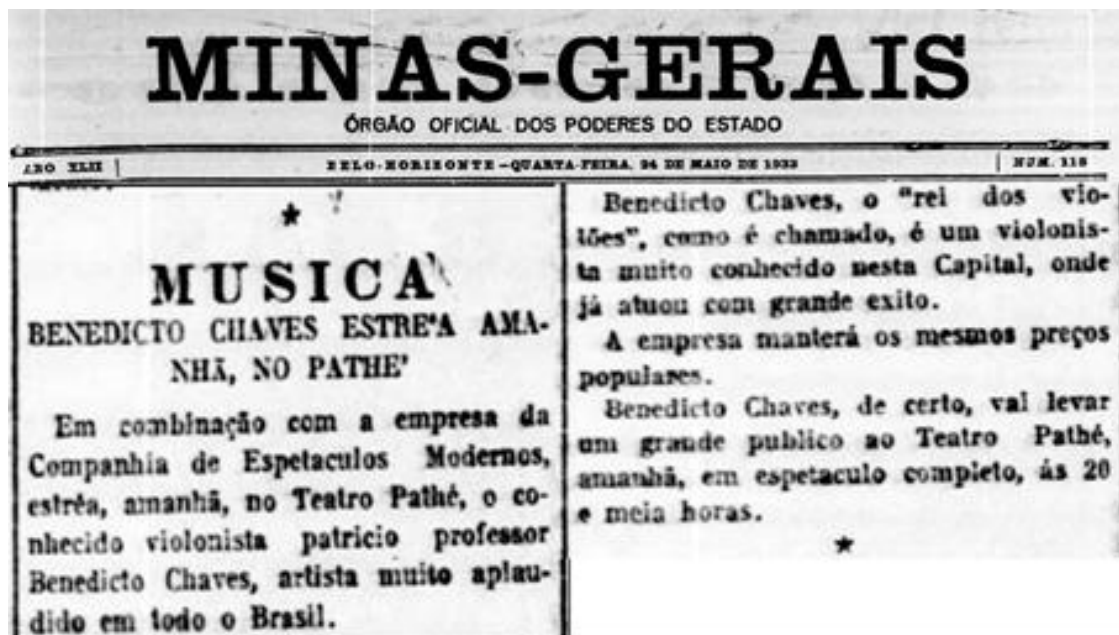 MINAS-GERAIS
ÓRGÃO OFICIAL DOS PODERES DO ESTADO
ANO XLII
BELO-HORIZONTE – QUARTA-FEIRA, 24 DE MAIO DE 1933
NUM. 118
MUSICA
BENEDICTO CHAVES ESTRE'A AMA-
NHÃ, NO PATHE'
Em combinação com a empresa da
Companhia de Espetaculos Modernos,
estréa, amanhã, no Teatro Pathé, o co-
nhecido violonista patricio professor
Benedicto Chaves, artista muito aplau-
dido em todo o Brasil.
Benedicto Chaves, o "rei dos vio-
lões", como é chamado, é um violonis-
ta muito conhecido nesta Capital, onde
já atuou com grande exito.
A empresa manterá os mesmos preços
populares.
Benedicto Chaves, de certo, vai levar
um grande publico ao Teatro Pathé,
amanhã, em espetaculo completo, ás 20
e meia horas.